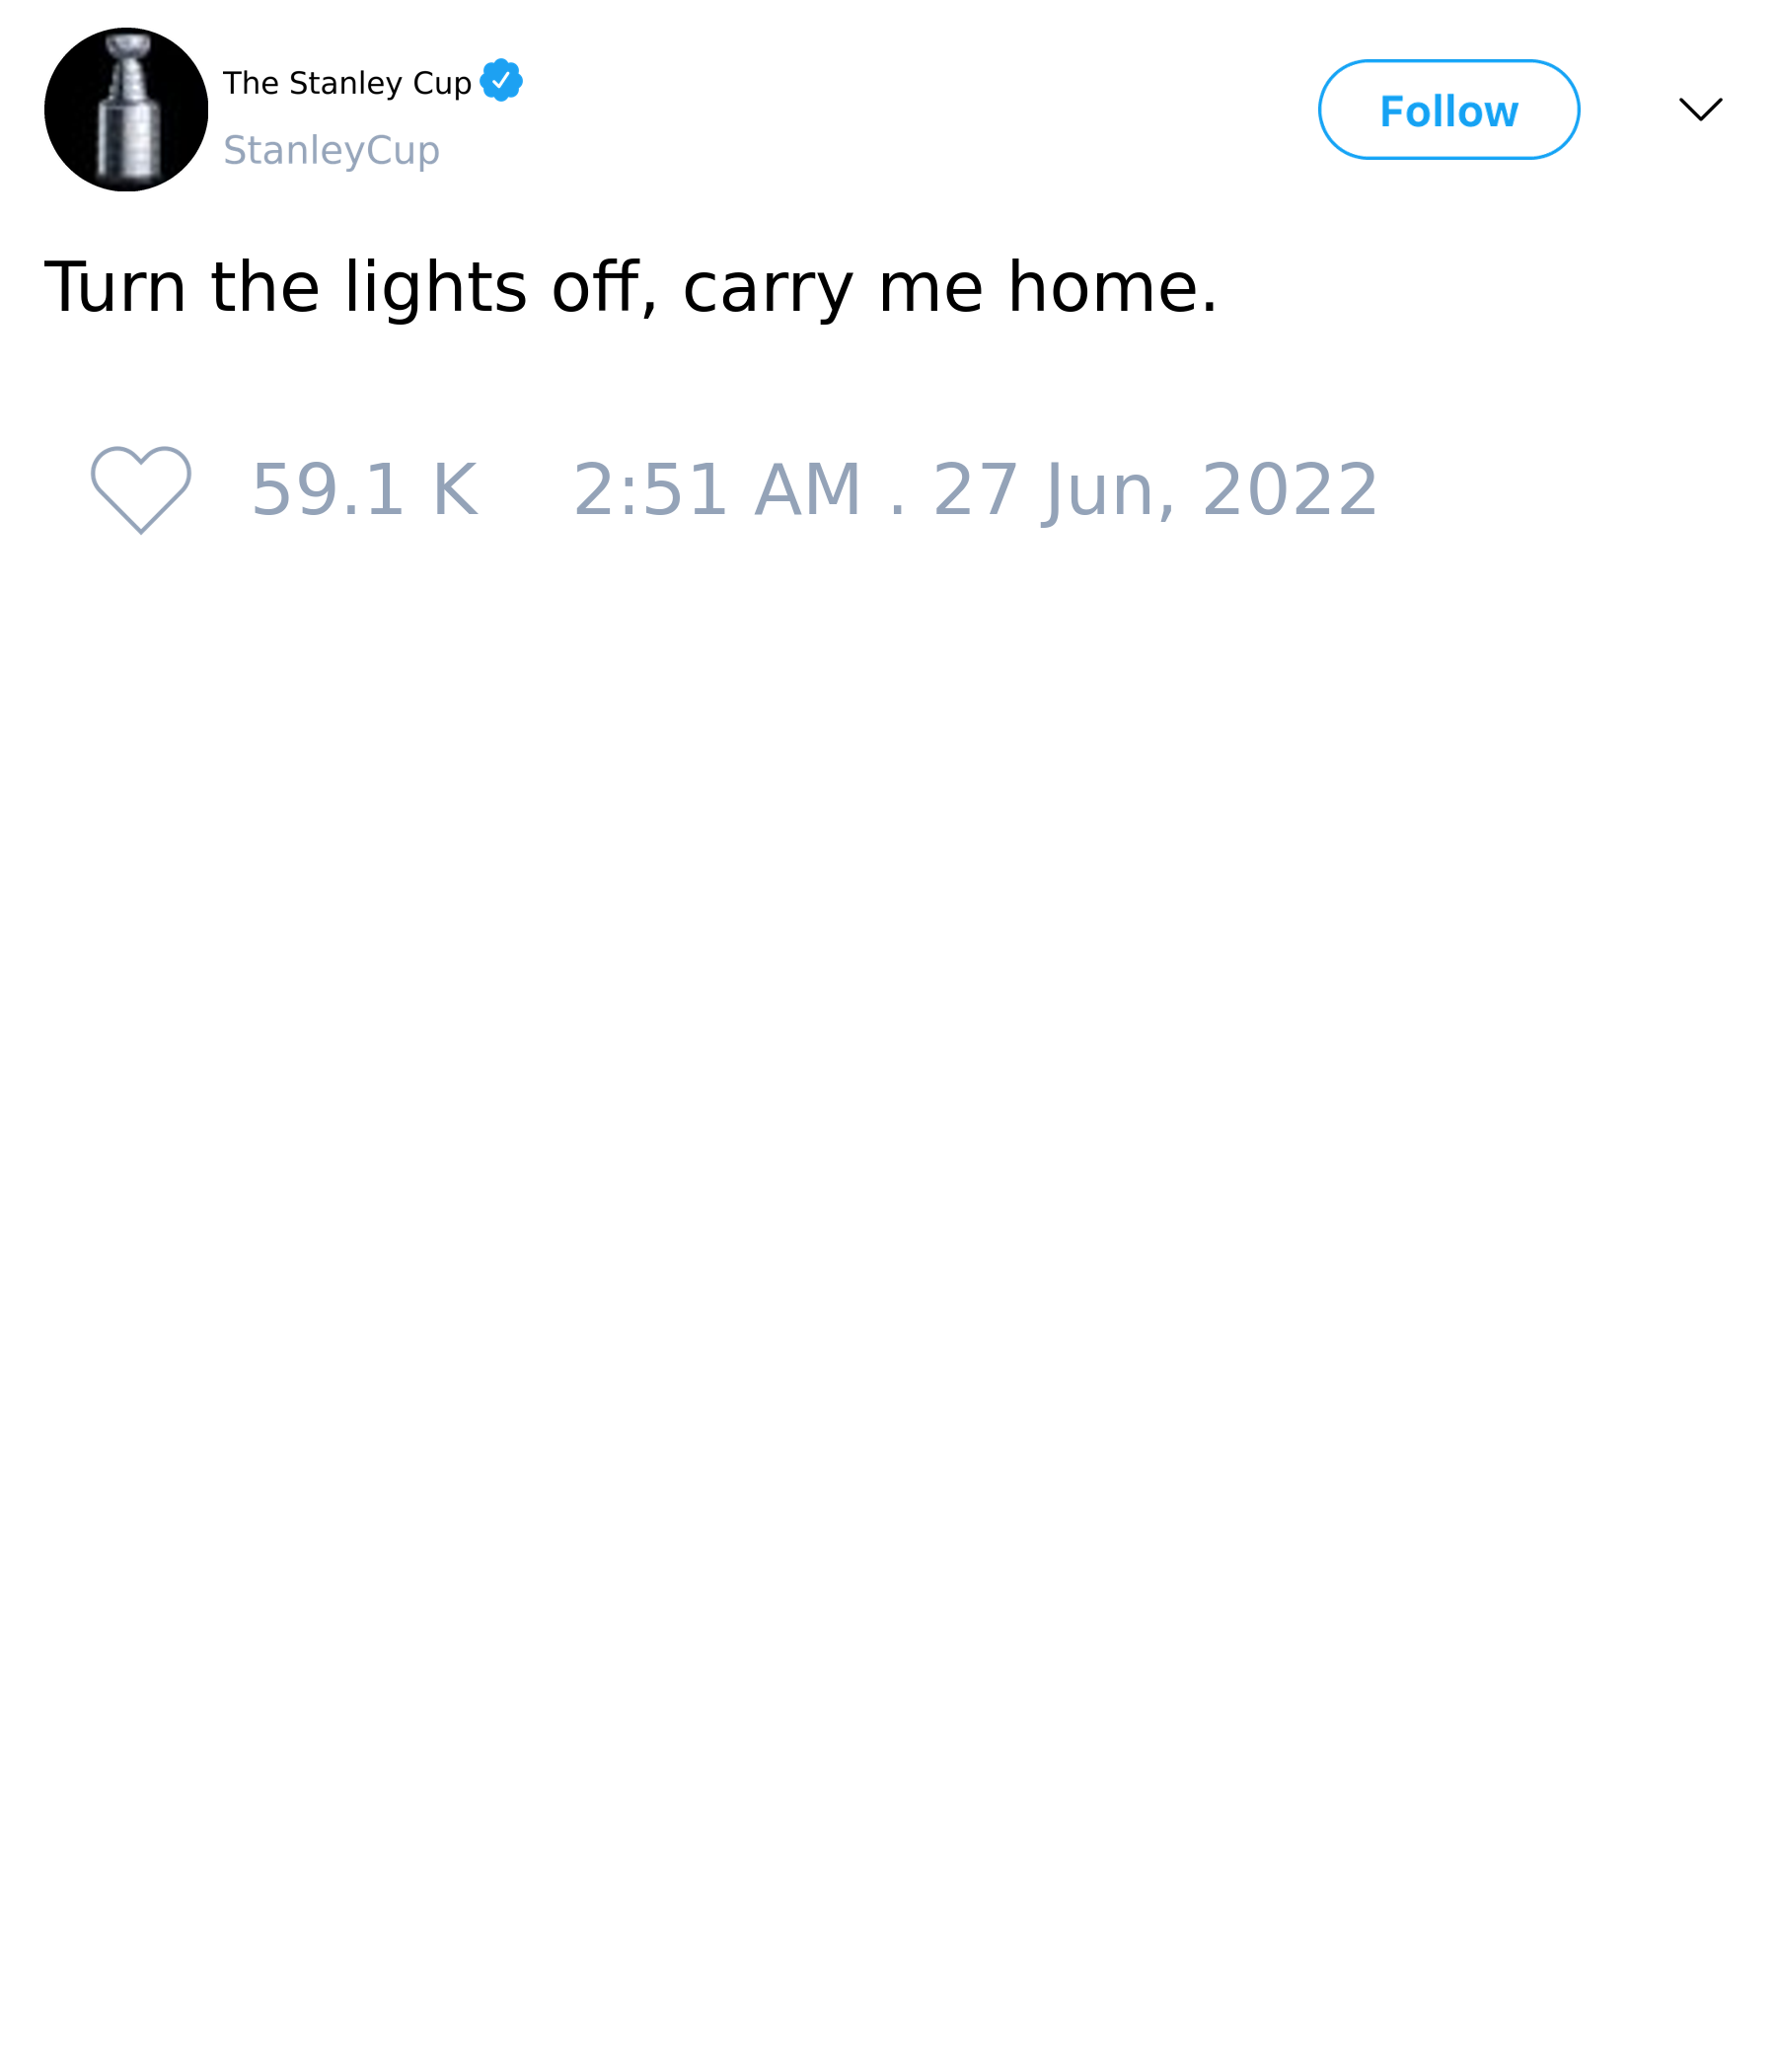 The Stanley Cup
StanleyCup
Follow
Turn the lights off, carry me home.
59.1 K 2:51 AM . 27 Jun, 2022